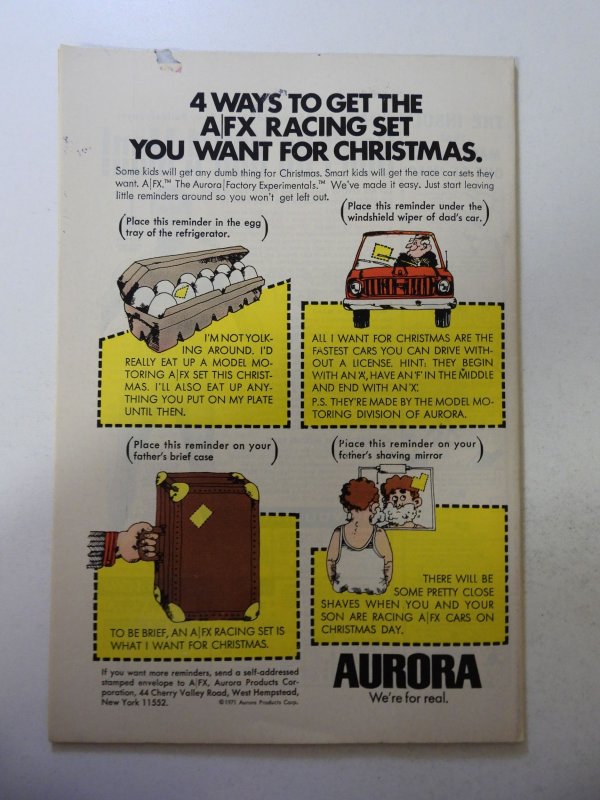 4 WAYS TO GET THE
A|FX RACING SET
YOU WANT FOR CHRISTMAS.
Some kids will get any dumb thing for Christmas. Smart kids will get the race car sets they
want. A|FX.™ The Aurora|Factory Experimentals.™ We've made it easy. Just start leaving
little reminders around so you won't get left out.
(Place this reminder in the egg
tray of the refrigerator.)
I'M NOT YOLK-
ING AROUND. I'D
REALLY EAT UP A MODEL MO-
TORING A|FX SET THIS CHRIST-
MAS. I'LL ALSO EAT UP ANY-
THING YOU PUT ON MY PLATE
UNTIL THEN.
(Place this reminder under the
windshield wiper of dad's car.)
ALL I WANT FOR CHRISTMAS ARE THE
FASTEST CARS YOU CAN DRIVE WITH-
OUT A LICENSE. HINT: THEY BEGIN
WITH AN 'A', HAVE AN 'F' IN THE MIDDLE
AND END WITH AN 'X'.
P.S. THEY'RE MADE BY THE MODEL MO-
TORING DIVISION OF AURORA.
(Place this reminder on your
father's brief case)
TO BE BRIEF, AN A|FX RACING SET IS
WHAT I WANT FOR CHRISTMAS.
(Place this reminder on your
father's shaving mirror)
THERE WILL BE
SOME PRETTY CLOSE
SHAVES WHEN YOU AND YOUR
SON ARE RACING A|FX CARS ON
CHRISTMAS DAY.
If you want more reminders, send a self-addressed
stamped envelope to A|FX, Aurora Products Cor-
poration, 44 Cherry Valley Road, West Hempstead,
New York 11552. ©1971 Aurora Products Corp.
AURORA
We're for real.